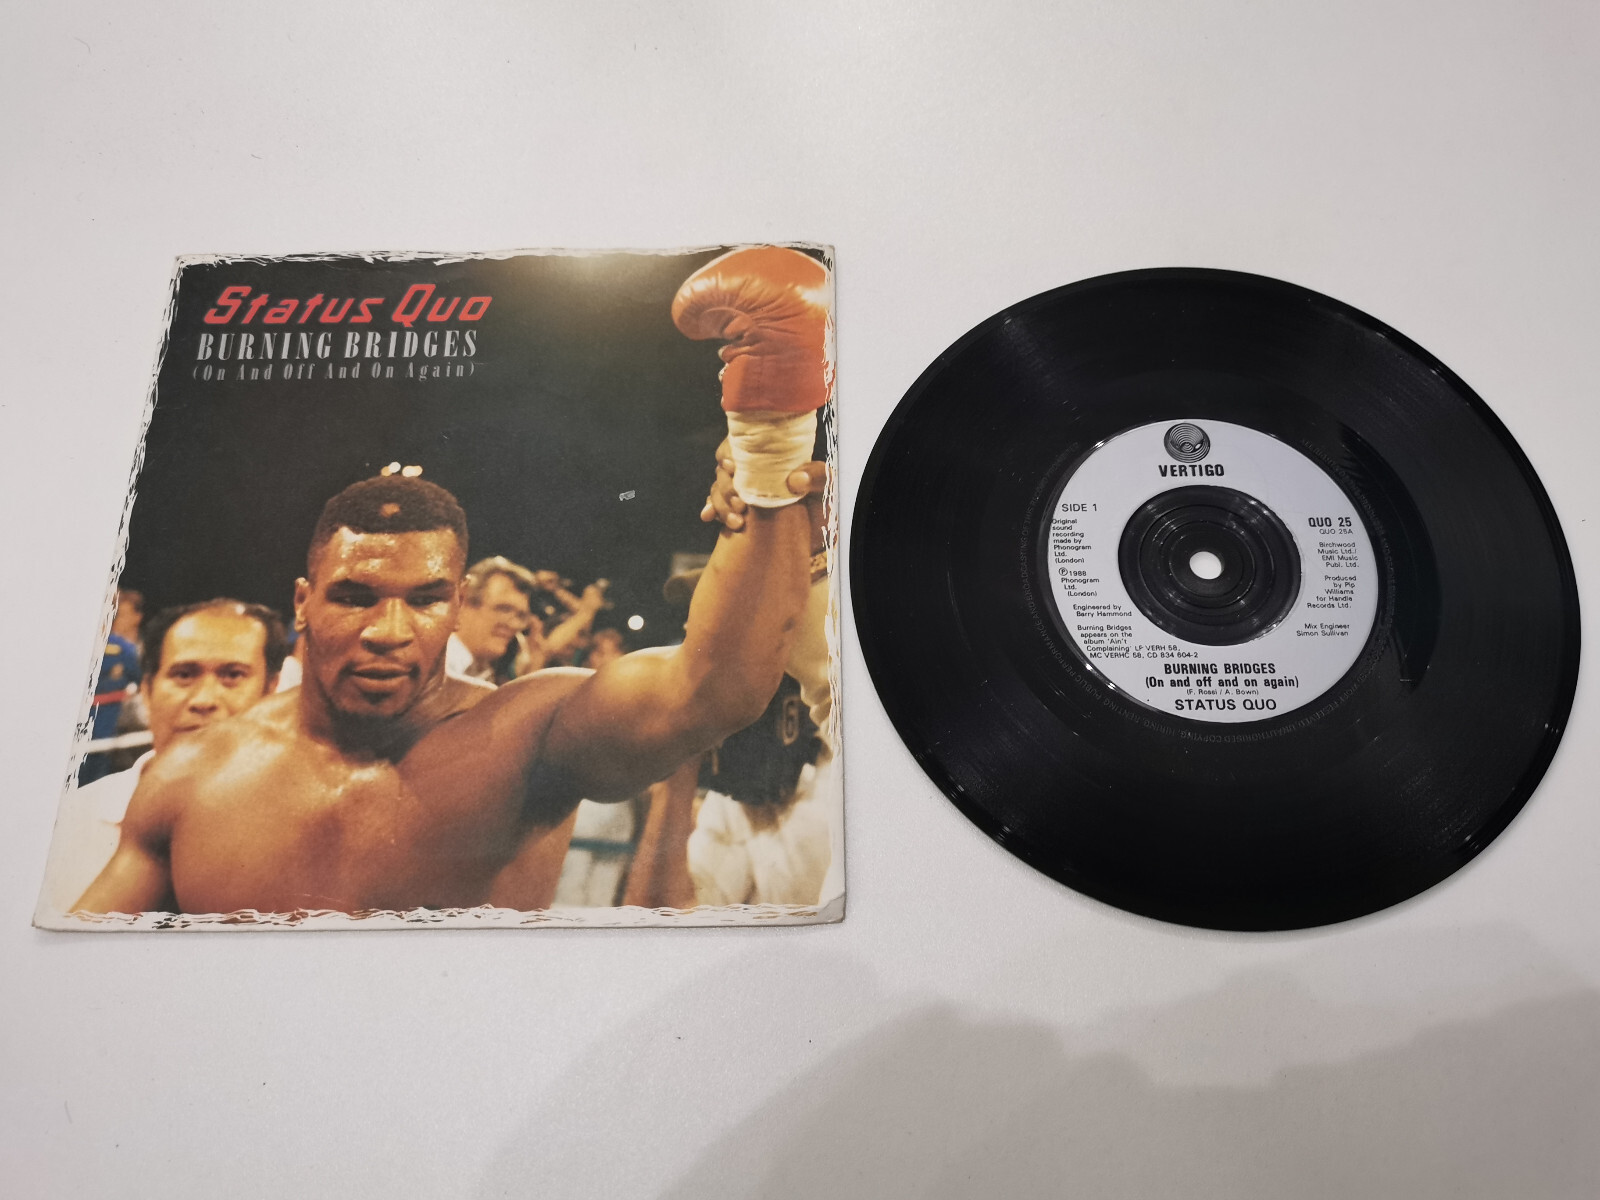 Status Quo
BURNING BRIDGES
(On And Off And On Again)
VERTIGO
SIDE 1
Original
sound
recording
made by
Phonogram
Ltd.
(London)
℗ 1988
Phonogram
Ltd.
(London)
Engineered by
Barry Hammond
Burning Bridges
appears on the
album 'Ain't
Complaining' LP VERH 58,
MC VERHC 58, CD 834 604-2
QUO 25
QUO 25A
Birchwood
Music Ltd./
EMI Music
Publ. Ltd.
Produced
by Pip
Williams
for Handle
Records Ltd.
Mix Engineer
Simon Sullivan
BURNING BRIDGES
(On and off and on again)
(F. Rossi / A. Bown)
STATUS QUO